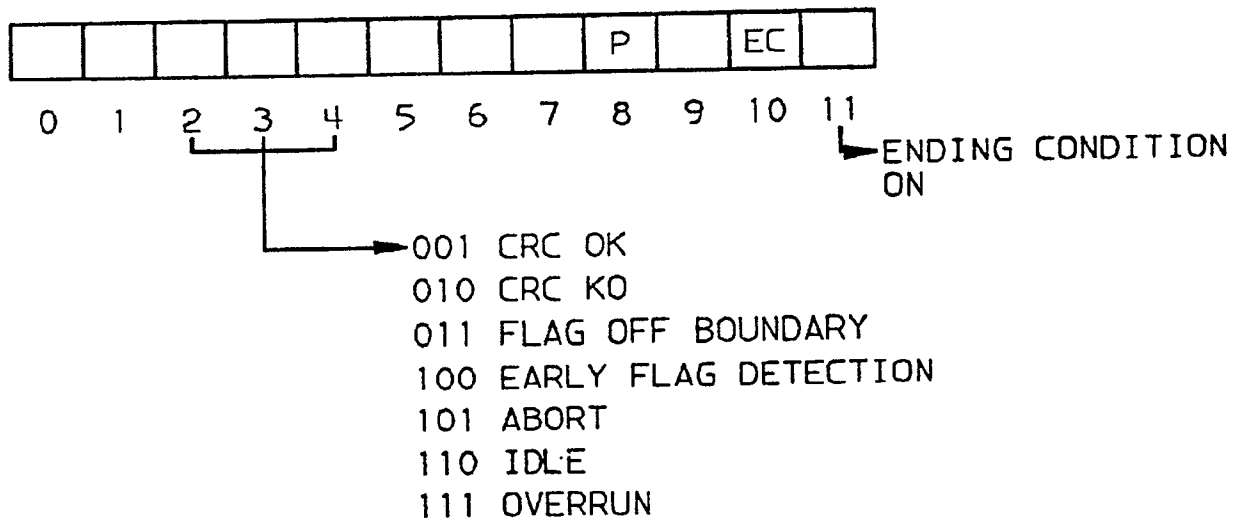 P EC
0 1 2 3 4 5 6 7 8 9 10 11
ENDING CONDITION
ON
001 CRC OK
010 CRC KO
011 FLAG OFF BOUNDARY
100 EARLY FLAG DETECTION
101 ABORT
110 IDLE
111 OVERRUN